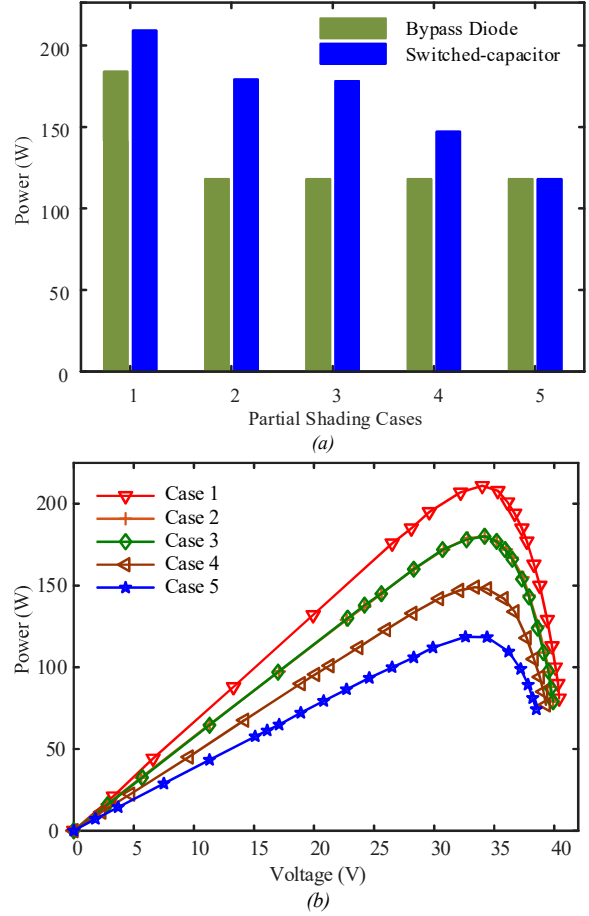 200
150
100
50
0
Power (W)
Bypass Diode
Switched-capacitor
1 2 3 4 5
Partial Shading Cases
(a)
200
150
100
50
0
Power (W)
Case 1
Case 2
Case 3
Case 4
Case 5
0 5 10 15 20 25 30 35 40
Voltage (V)
(b)